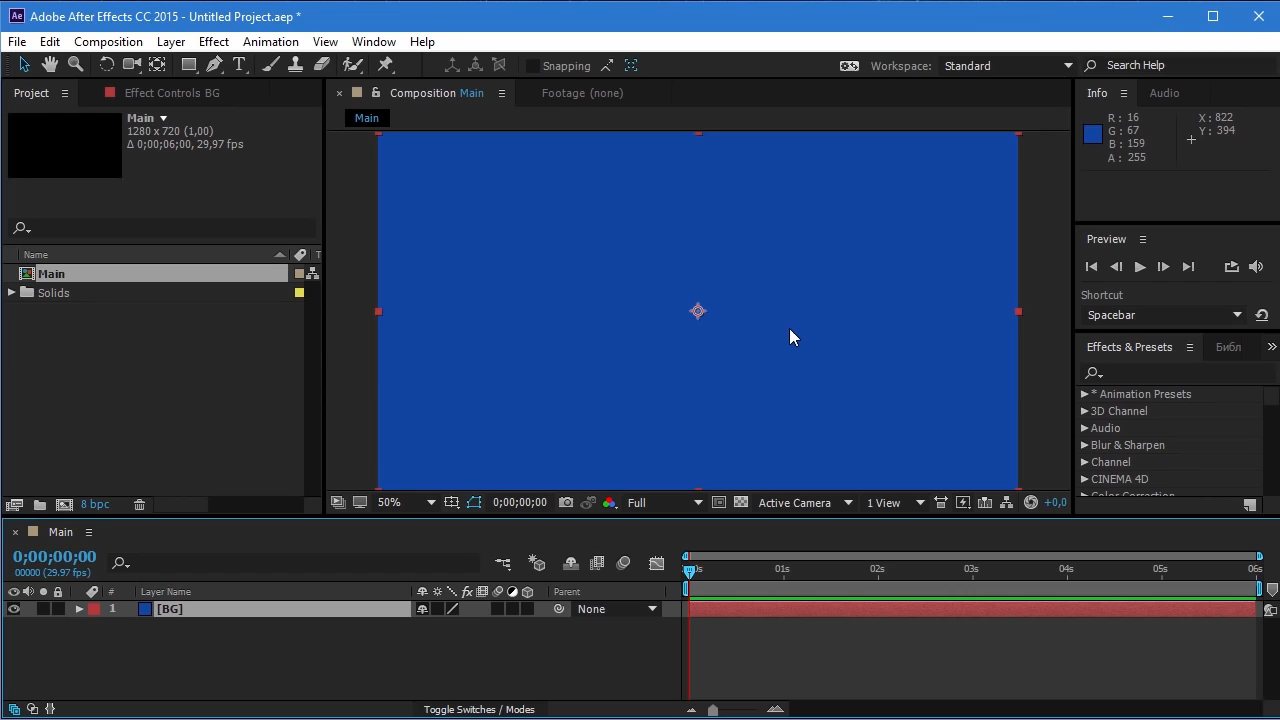 Adobe After Effects CC 2015 - Untitled Project.aep *
File Edit Composition Layer Effect Animation View Window Help
Snapping
Workspace: Standard
Search Help
Project
Effect Controls BG
Composition Main
Footage (none)
Info
Audio
Main
Main
1280 x 720 (1,00)
Δ 0;00;06;00, 29,97 fps
R : 16
G : 67
B : 159
A : 255
X : 822
Y : 394
Preview
Shortcut
Spacebar
Name
T
Main
Solids
Effects & Presets
Библ
* Animation Presets
3D Channel
Audio
Blur & Sharpen
Channel
CINEMA 4D
Color Correction
8 bpc
50%
0;00;00;00
Full
Active Camera
1 View
+0,0
Main
0;00;00;00
00000 (29.97 fps)
0s 01s 02s 03s 04s 05s 06s
# Layer Name
fx
Parent
1 [BG]
None
Toggle Switches / Modes